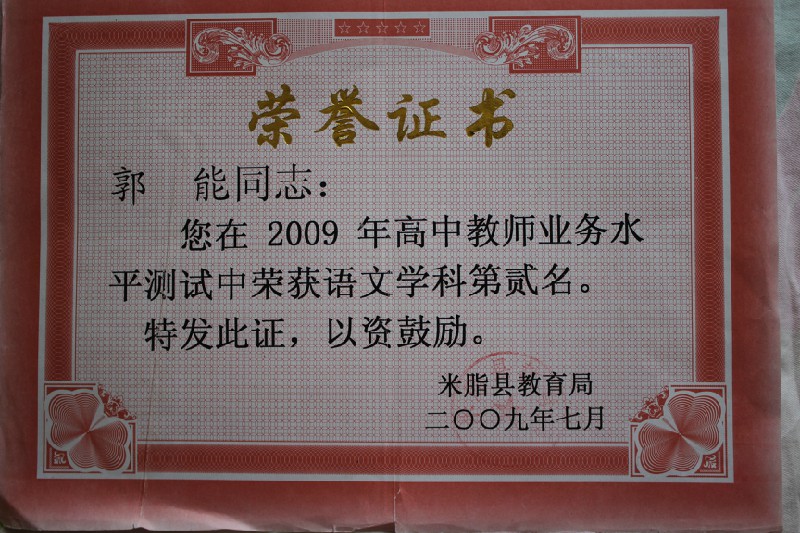 荣誉证书
郭 能同志：
您在 2009 年高中教师业务水
平测试中荣获语文学科第贰名。
特发此证，以资鼓励。
米脂县教育局
二〇〇九年七月